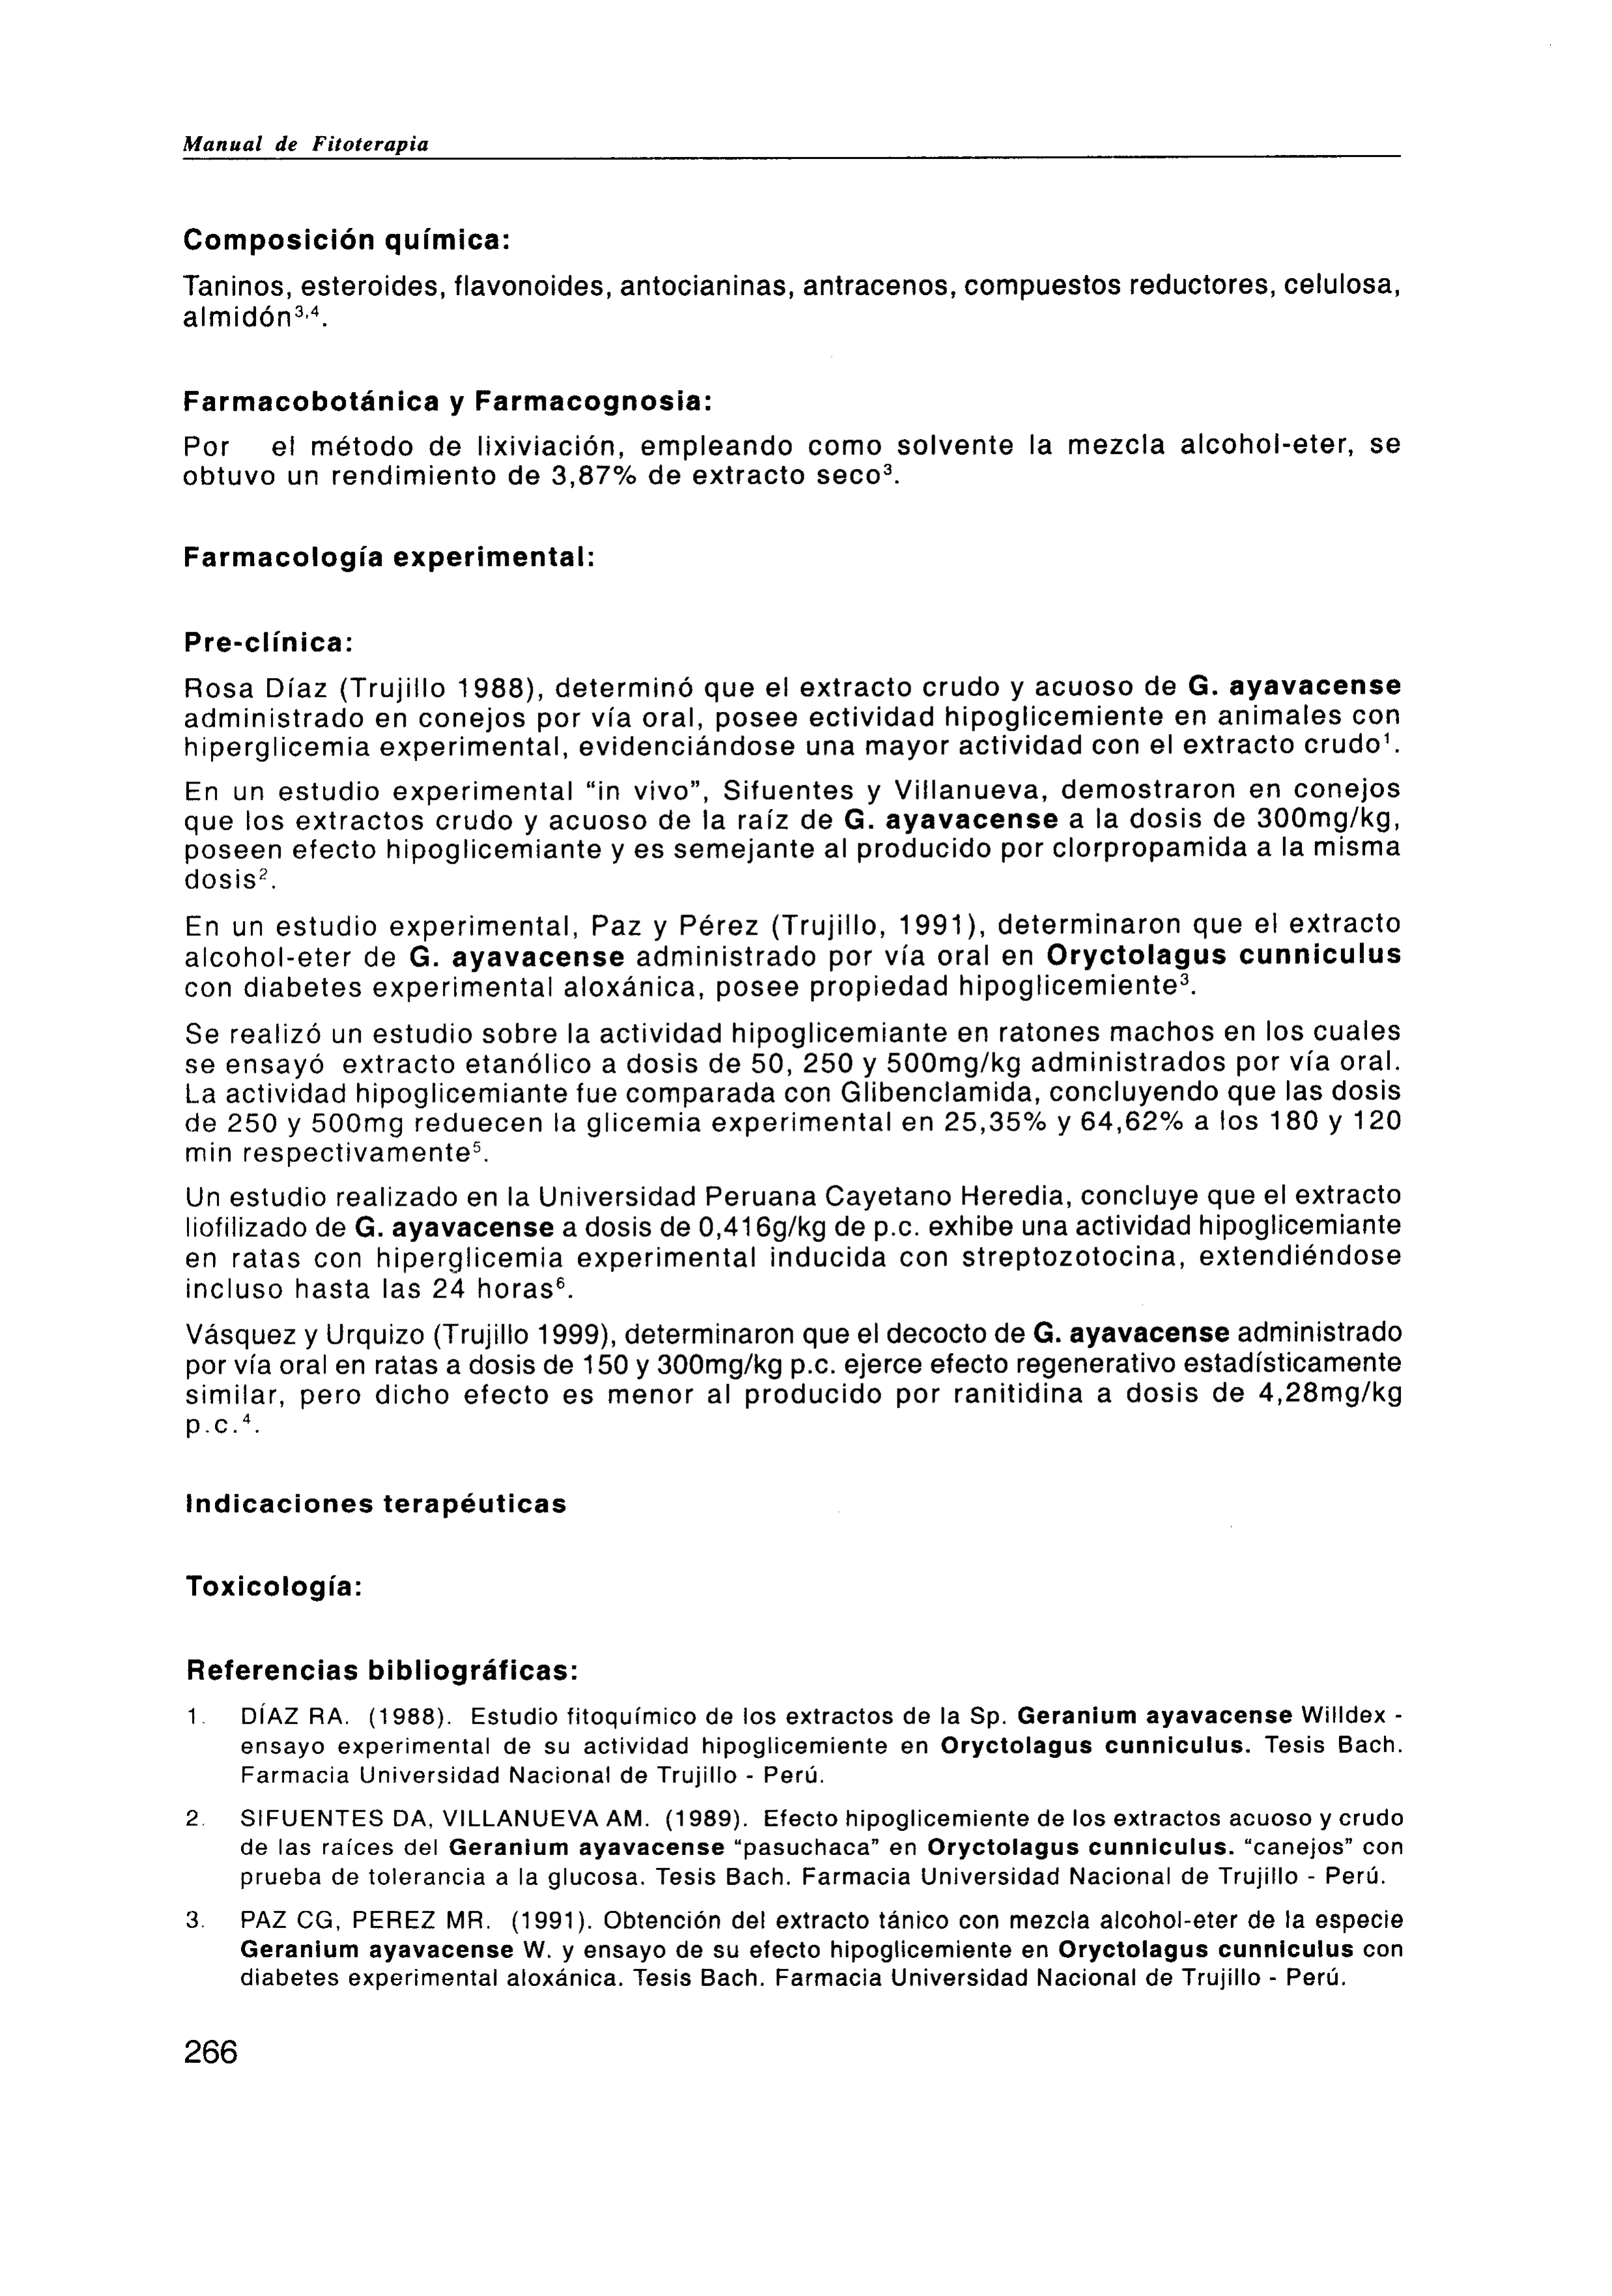 Manual de Fitoterapia
Composición química:
Taninos, esteroides, flavonoides, antocianinas, antracenos, compuestos reductores, celulosa,
almidón³,⁴.
Farmacobotánica y Farmacognosia:
Por el método de lixiviación, empleando como solvente la mezcla alcohol-eter, se
obtuvo un rendimiento de 3,87% de extracto seco³.
Farmacología experimental:
Pre-clínica:
Rosa Díaz (Trujillo 1988), determinó que el extracto crudo y acuoso de G. ayavacense
administrado en conejos por vía oral, posee ectividad hipoglicemiente en animales con
hiperglicemia experimental, evidenciándose una mayor actividad con el extracto crudo¹.
En un estudio experimental "in vivo", Sifuentes y Villanueva, demostraron en conejos
que los extractos crudo y acuoso de la raíz de G. ayavacense a la dosis de 300mg/kg,
poseen efecto hipoglicemiante y es semejante al producido por clorpropamida a la misma
dosis².
En un estudio experimental, Paz y Pérez (Trujillo, 1991), determinaron que el extracto
alcohol-eter de G. ayavacense administrado por vía oral en Oryctolagus cunniculus
con diabetes experimental aloxánica, posee propiedad hipoglicemiente³.
Se realizó un estudio sobre la actividad hipoglicemiante en ratones machos en los cuales
se ensayó extracto etanólico a dosis de 50, 250 y 500mg/kg administrados por vía oral.
La actividad hipoglicemiante fue comparada con Glibenclamida, concluyendo que las dosis
de 250 y 500mg reduecen la glicemia experimental en 25,35% y 64,62% a los 180 y 120
min respectivamente⁵.
Un estudio realizado en la Universidad Peruana Cayetano Heredia, concluye que el extracto
liofilizado de G. ayavacense a dosis de 0,416g/kg de p.c. exhibe una actividad hipoglicemiante
en ratas con hiperglicemia experimental inducida con streptozotocina, extendiéndose
incluso hasta las 24 horas⁶.
Vásquez y Urquizo (Trujillo 1999), determinaron que el decocto de G. ayavacense administrado
por vía oral en ratas a dosis de 150 y 300mg/kg p.c. ejerce efecto regenerativo estadísticamente
similar, pero dicho efecto es menor al producido por ranitidina a dosis de 4,28mg/kg
p.c.⁴.
Indicaciones terapéuticas
Toxicología:
Referencias bibliográficas:
1. DÍAZ RA. (1988). Estudio fitoquímico de los extractos de la Sp. Geranium ayavacense Willdex -
ensayo experimental de su actividad hipoglicemiente en Oryctolagus cunniculus. Tesis Bach.
Farmacia Universidad Nacional de Trujillo - Perú.
2. SIFUENTES DA, VILLANUEVA AM. (1989). Efecto hipoglicemiente de los extractos acuoso y crudo
de las raíces del Geranium ayavacense "pasuchaca" en Oryctolagus cunniculus. "canejos" con
prueba de tolerancia a la glucosa. Tesis Bach. Farmacia Universidad Nacional de Trujillo - Perú.
3. PAZ CG, PEREZ MR. (1991). Obtención del extracto tánico con mezcla alcohol-eter de la especie
Geranium ayavacense W. y ensayo de su efecto hipoglicemiente en Oryctolagus cunniculus con
diabetes experimental aloxánica. Tesis Bach. Farmacia Universidad Nacional de Trujillo - Perú.
266